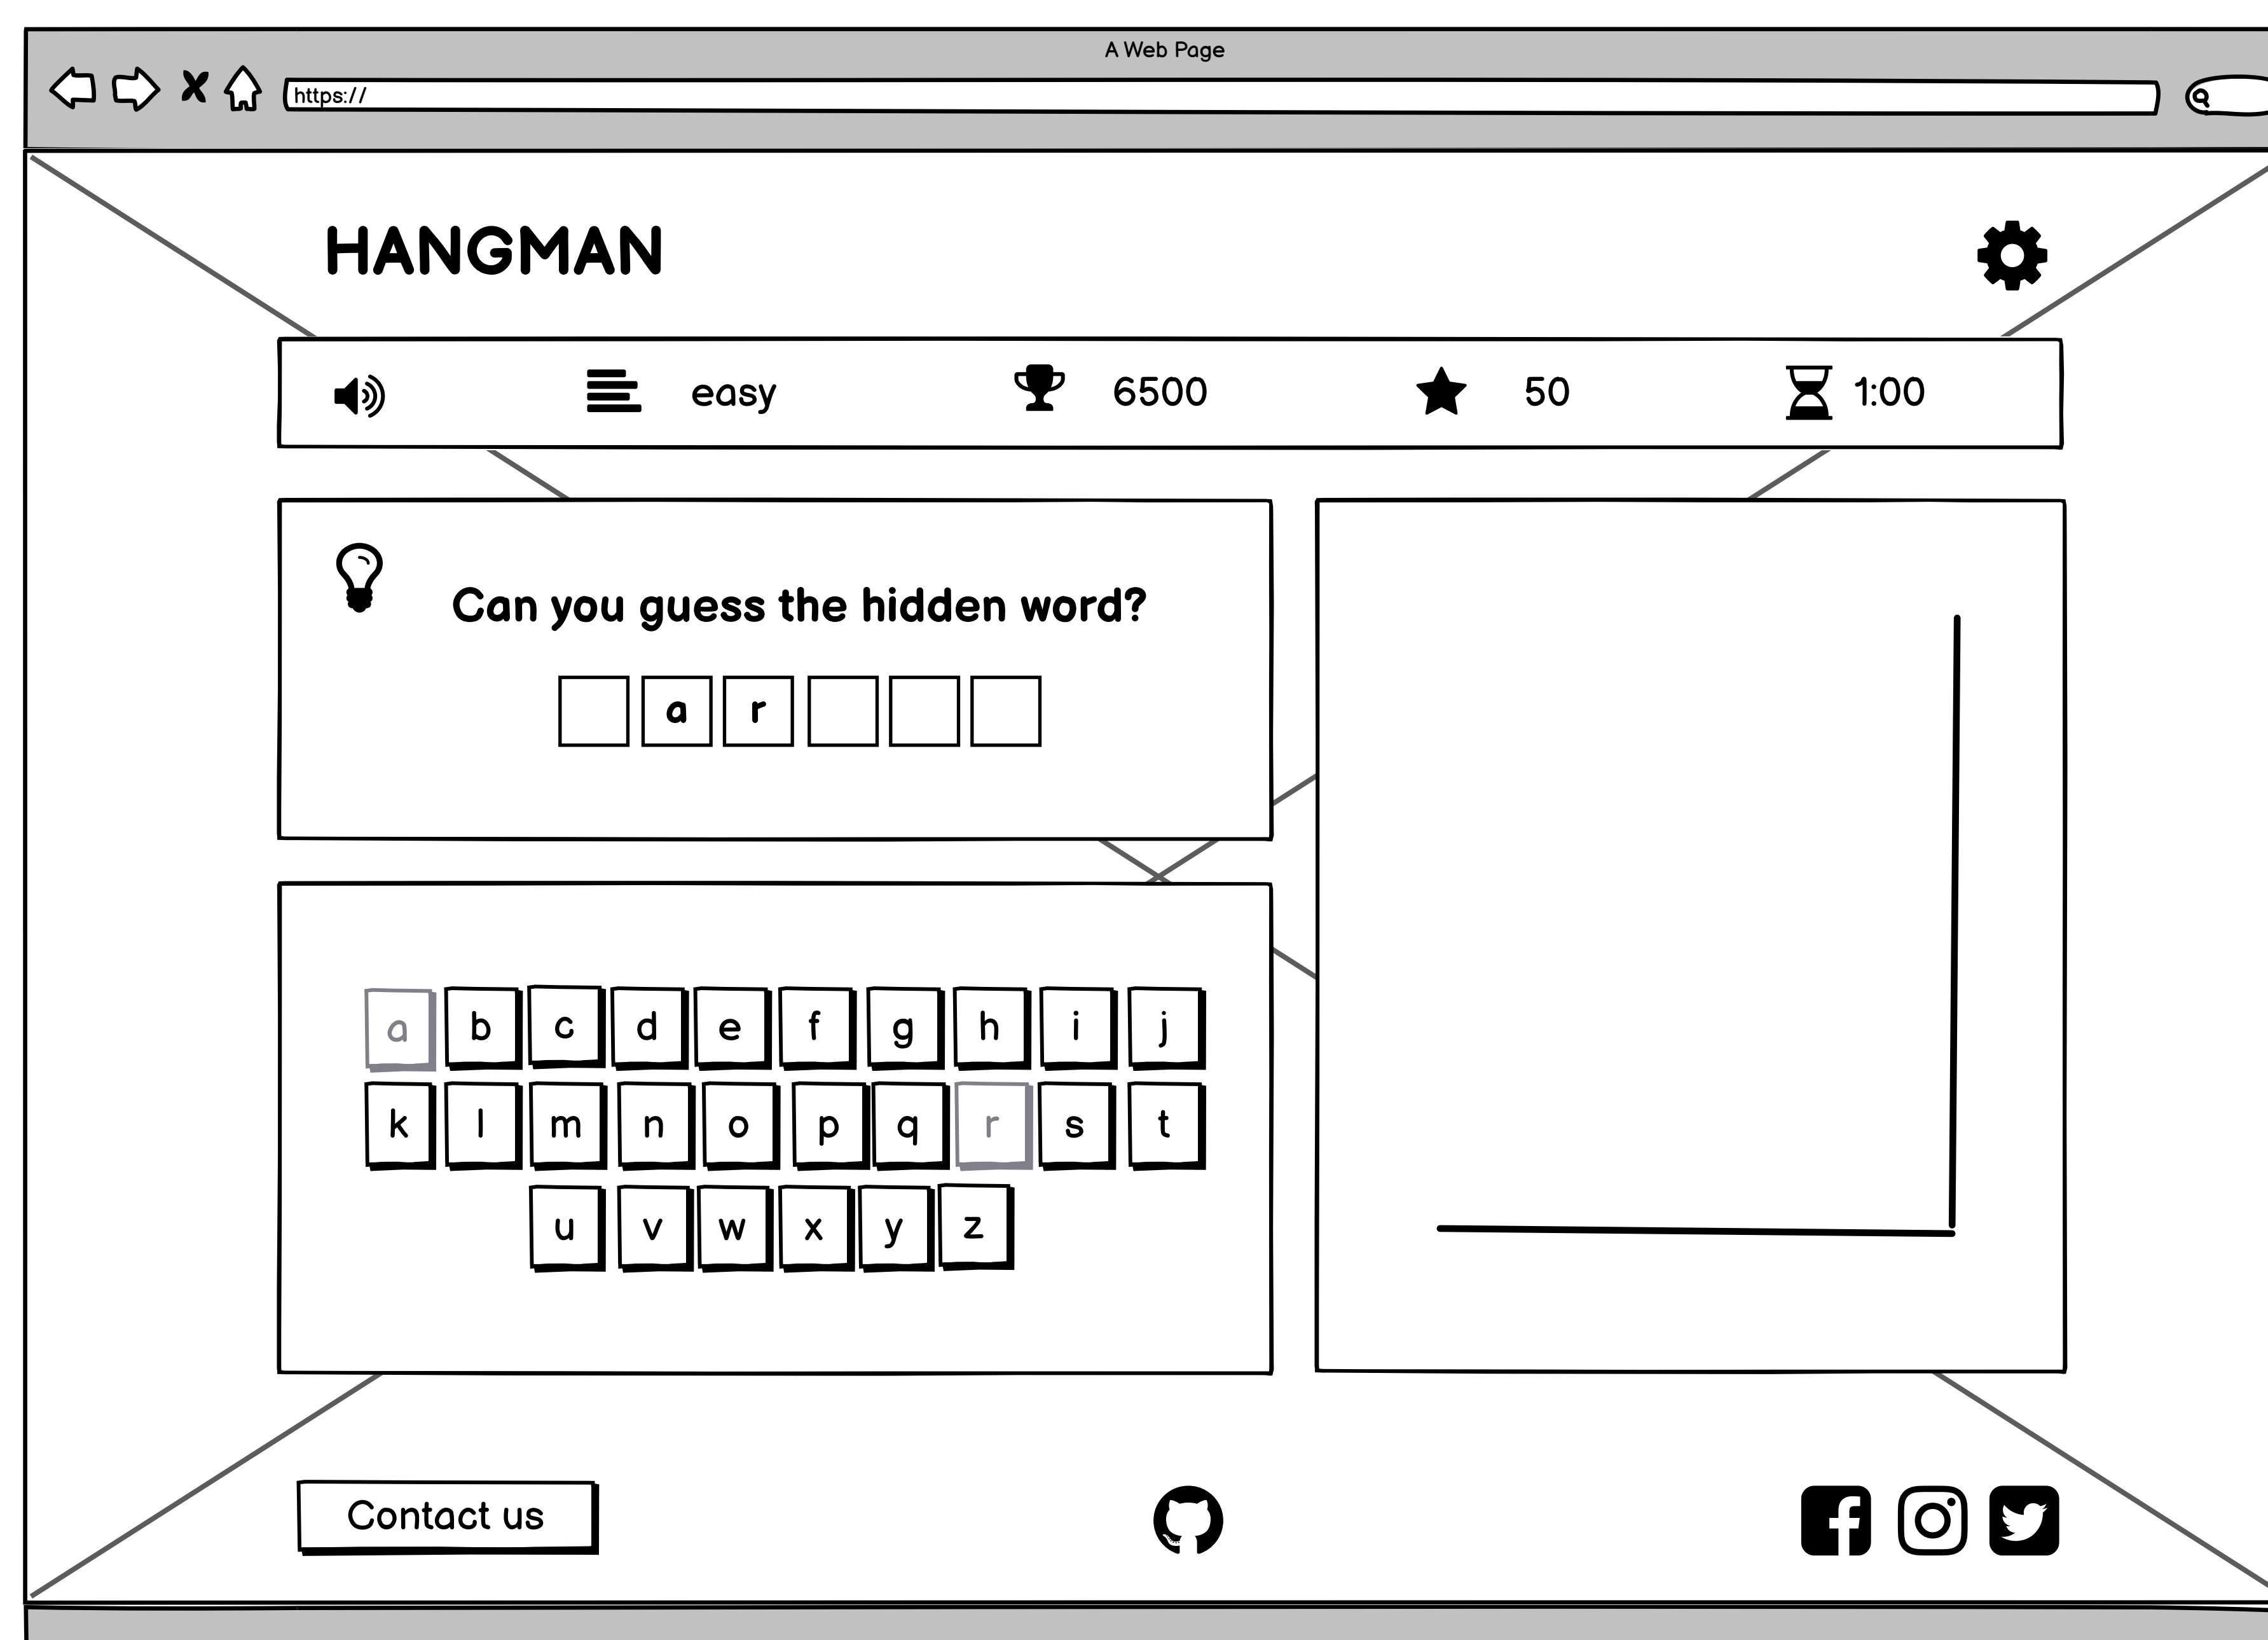 A Web Page
https://
HANGMAN
easy 6500 50 1:00
Can you guess the hidden word?
a r
a b c d e f g h i j
k l m n o p q r s t
u v w x y z
Contact us